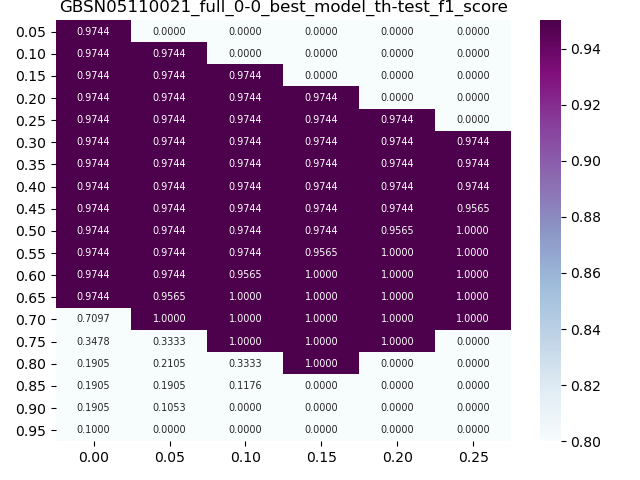 GBSN05110021_full_0-0_best_model_th-test_f1_score
0.05 0.9744 0.0000 0.0000 0.0000 0.0000 0.0000
0.10 0.9744 0.9744 0.0000 0.0000 0.0000 0.0000
0.15 0.9744 0.9744 0.9744 0.0000 0.0000 0.0000
0.20 0.9744 0.9744 0.9744 0.9744 0.0000 0.0000
0.25 0.9744 0.9744 0.9744 0.9744 0.9744 0.0000
0.30 0.9744 0.9744 0.9744 0.9744 0.9744 0.9744
0.35 0.9744 0.9744 0.9744 0.9744 0.9744 0.9744
0.40 0.9744 0.9744 0.9744 0.9744 0.9744 0.9744
0.45 0.9744 0.9744 0.9744 0.9744 0.9744 0.9565
0.50 0.9744 0.9744 0.9744 0.9744 0.9565 1.0000
0.55 0.9744 0.9744 0.9744 0.9565 1.0000 1.0000
0.60 0.9744 0.9744 0.9565 1.0000 1.0000 1.0000
0.65 0.9744 0.9565 1.0000 1.0000 1.0000 1.0000
0.70 0.7097 1.0000 1.0000 1.0000 1.0000 1.0000
0.75 0.3478 0.3333 1.0000 1.0000 1.0000 0.0000
0.80 0.1905 0.2105 0.3333 1.0000 0.0000 0.0000
0.85 0.1905 0.1905 0.1176 0.0000 0.0000 0.0000
0.90 0.1905 0.1053 0.0000 0.0000 0.0000 0.0000
0.95 0.1000 0.0000 0.0000 0.0000 0.0000 0.0000
0.00 0.05 0.10 0.15 0.20 0.25
0.94
0.92
0.90
0.88
0.86
0.84
0.82
0.80